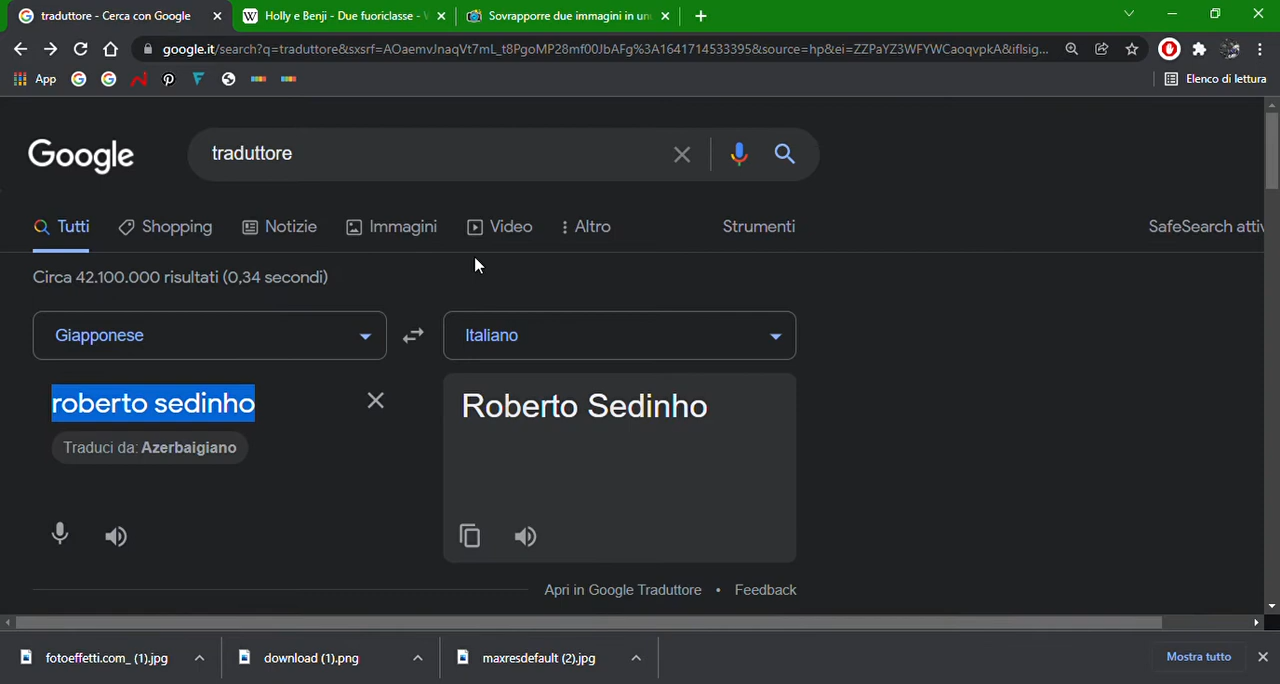 traduttore - Cerca con Google
Holly e Benji - Due fuoriclasse -
Sovrapporre due immagini in un
google.it/search?q=traduttore&sxsrf=AOaemvJnaqVt7mL_t8PgoMP28mf00JbAFg%3A1641714533395&source=hp&ei=ZZPaYZ3WFYWCaoqvpkA&iflsig...
App
Elenco di lettura
Google
traduttore
Tutti
Shopping
Notizie
Immagini
Video
Altro
Strumenti
SafeSearch attiv
Circa 42.100.000 risultati (0,34 secondi)
Giapponese
Italiano
roberto sedinho
Roberto Sedinho
Traduci da: Azerbaigiano
Apri in Google Traduttore • Feedback
fotoeffetti.com_ (1).jpg
download (1).png
maxresdefault (2).jpg
Mostra tutto